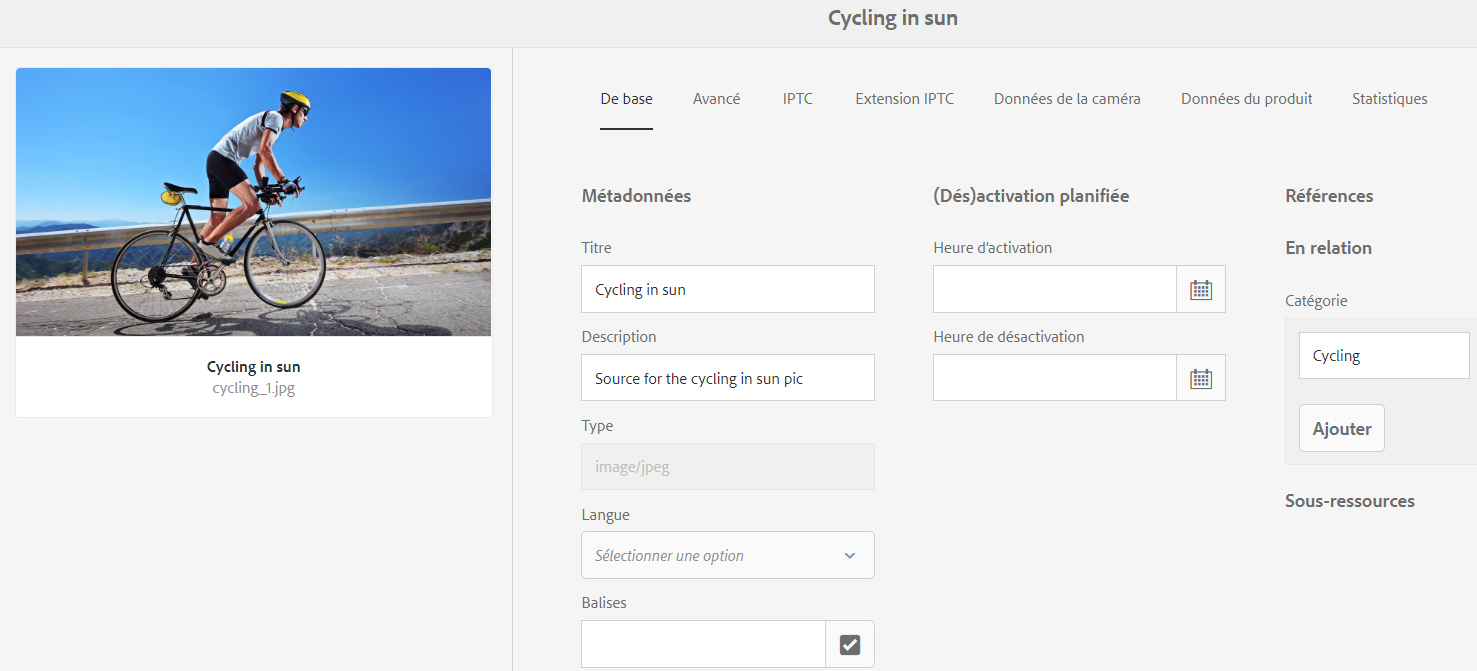 Cycling in sun
Cycling in sun
cycling_1.jpg
De base
Avancé
IPTC
Extension IPTC
Données de la caméra
Données du produit
Statistiques
Métadonnées
Titre
Cycling in sun
Description
Source for the cycling in sun pic
Type
image/jpeg
Langue
Sélectionner une option
Balises
(Dés)activation planifiée
Heure d'activation
Heure de désactivation
Références
En relation
Catégorie
Cycling
Ajouter
Sous-ressources